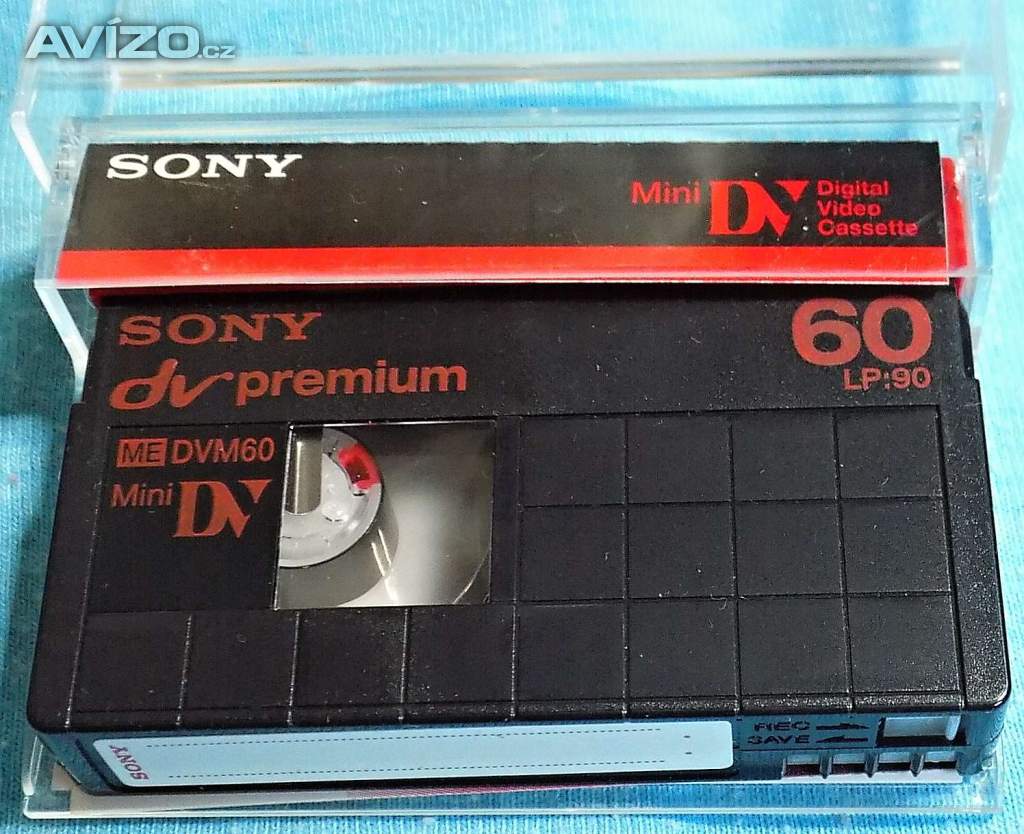 AVÍZO.cz
SONY
Mini DV Digital
Video
Cassette
SONY
60
LP:90
dv premium
ME DVM60
Mini DV
REC
SAVE
SONY